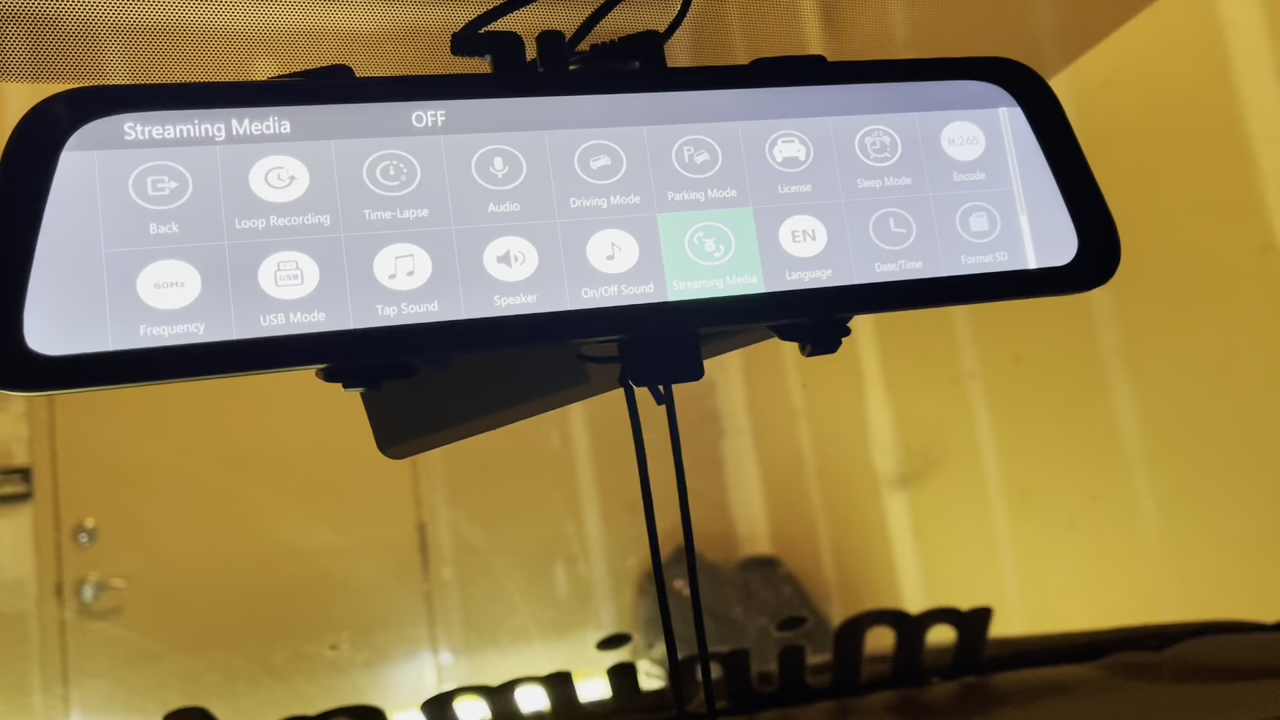 Streaming Media OFF
Back
Loop Recording
Time-Lapse
Audio
Driving Mode
P
Parking Mode
License
Sleep Mode
H.265
Encode
60Hz
Frequency
USB
USB Mode
Tap Sound
Speaker
On/Off Sound
Streaming Media
EN
Language
Date/Time
Format SD